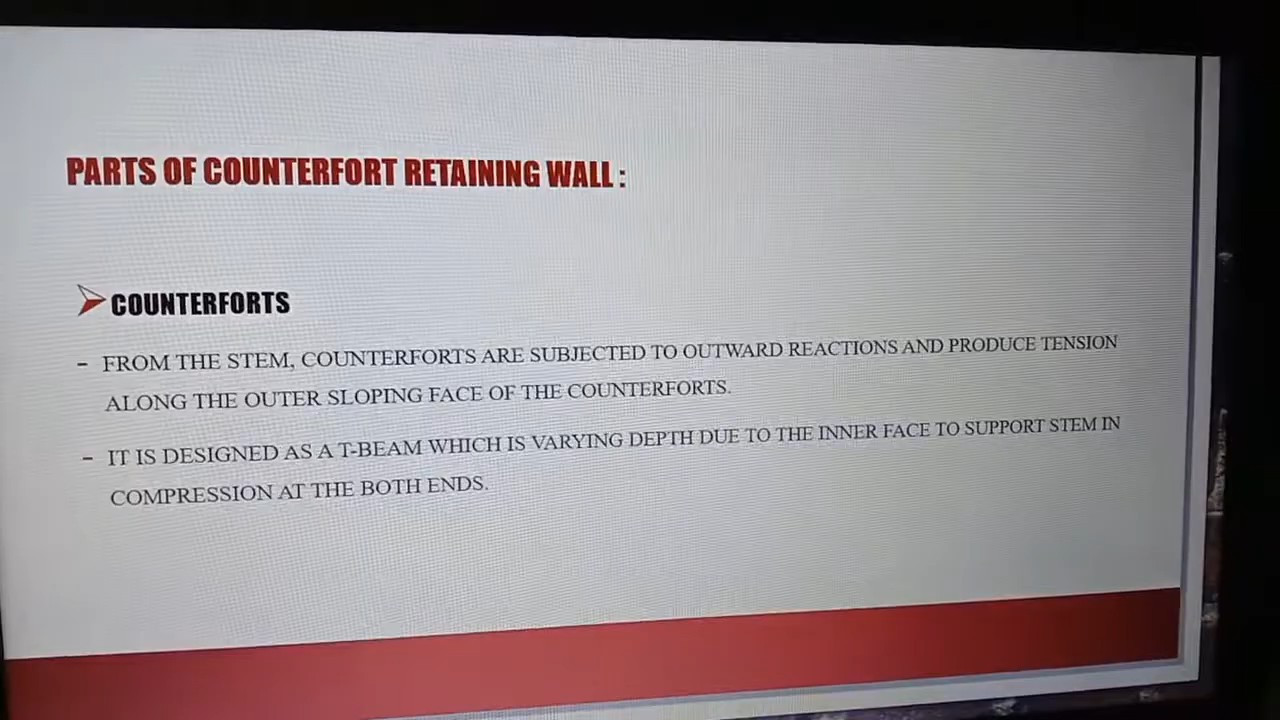 PARTS OF COUNTERFORT RETAINING WALL :
COUNTERFORTS
- FROM THE STEM, COUNTERFORTS ARE SUBJECTED TO OUTWARD REACTIONS AND PRODUCE TENSION
ALONG THE OUTER SLOPING FACE OF THE COUNTERFORTS.
- IT IS DESIGNED AS A T-BEAM WHICH IS VARYING DEPTH DUE TO THE INNER FACE TO SUPPORT STEM IN
COMPRESSION AT THE BOTH ENDS.